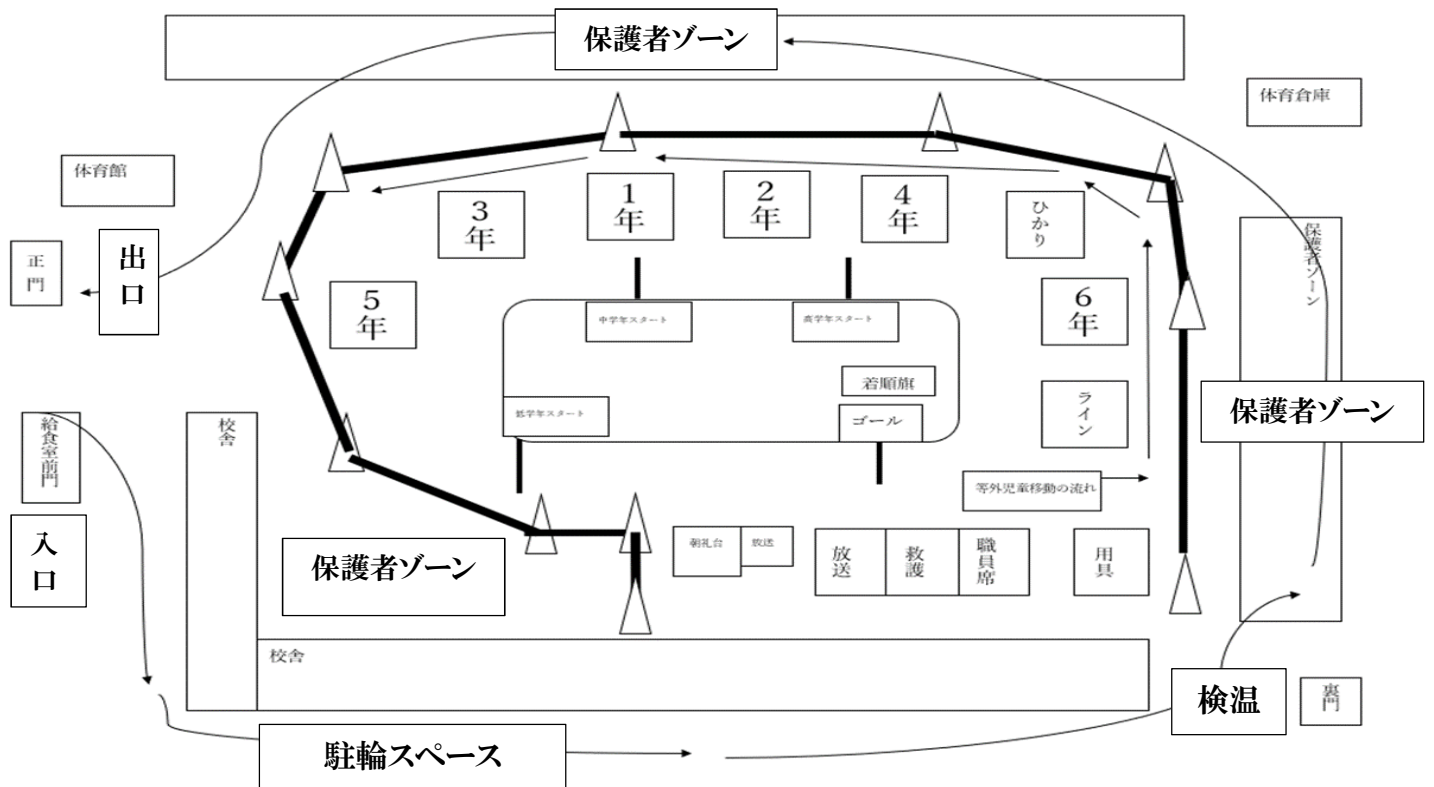 保護者ゾーン
体育倉庫
体育館
3年
1年
2年
4年
ひかり
正門
出口
保護者ゾーン
5年
6年
中学年スタート
高学年スタート
着順旗
ゴール
低学年スタート
ライン
保護者ゾーン
給食室前門
校舎
等外児童移動の流れ
入口
保護者ゾーン
朝礼台
放送
放送
救護
職員席
用具
校舎
検温
裏門
駐輪スペース